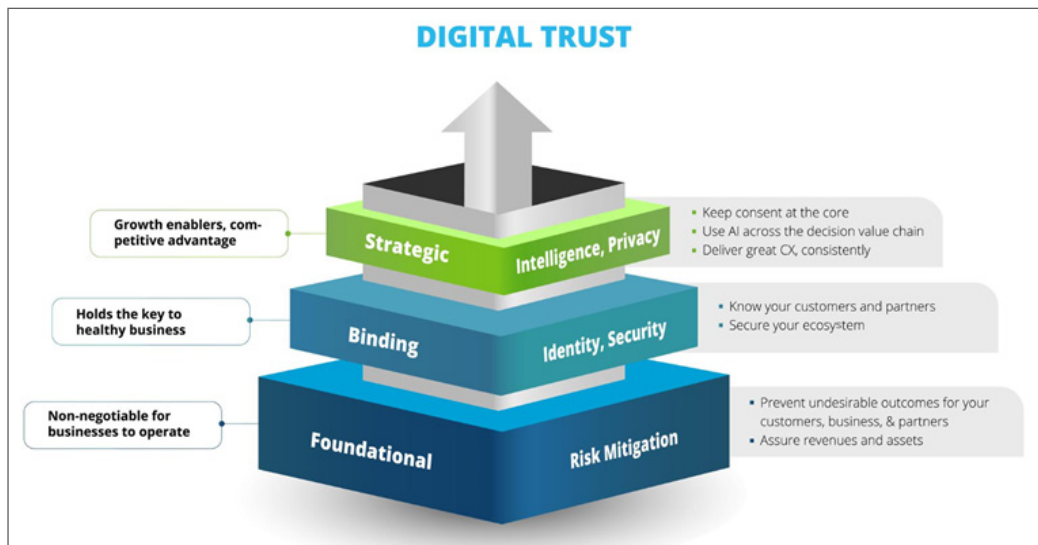 DIGITAL TRUST
Growth enablers, com-
petitive advantage
Strategic
Intelligence, Privacy
▪ Keep consent at the core
▪ Use AI across the decision value chain
▪ Deliver great CX, consistently
Holds the key to
healthy business
Binding
Identity, Security
▪ Know your customers and partners
▪ Secure your ecosystem
Non-negotiable for
businesses to operate
Foundational
Risk Mitigation
▪ Prevent undesirable outcomes for your
customers, business, & partners
▪ Assure revenues and assets